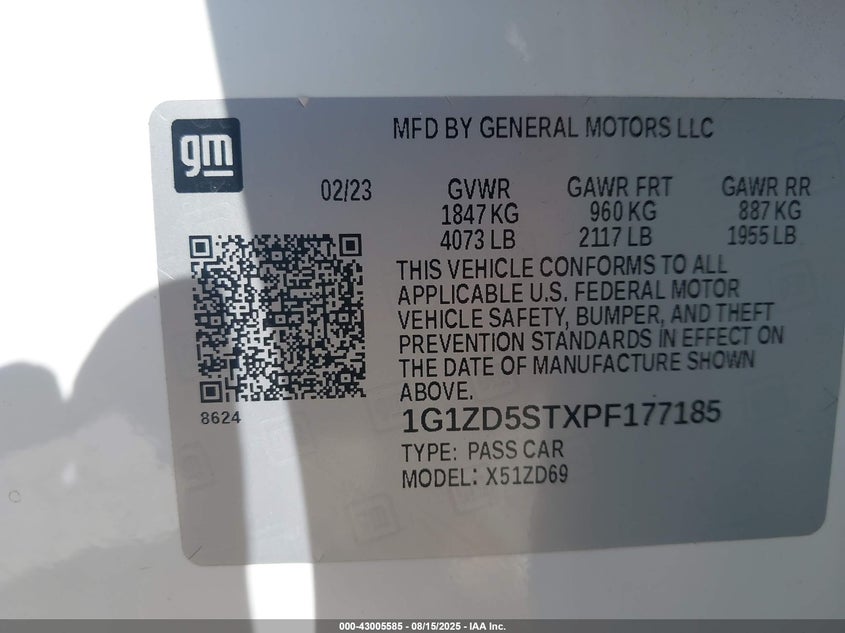 gm
MFD BY GENERAL MOTORS LLC
02/23
GVWR GAWR FRT GAWR RR
1847 KG 960 KG 887 KG
4073 LB 2117 LB 1955 LB
THIS VEHICLE CONFORMS TO ALL
APPLICABLE U.S. FEDERAL MOTOR
VEHICLE SAFETY, BUMPER, AND THEFT
PREVENTION STANDARDS IN EFFECT ON
THE DATE OF MANUFACTURE SHOWN
ABOVE.
8624
1G1ZD5STXPF177185
TYPE: PASS CAR
MODEL: X51ZD69
000-43005585 - 08/15/2025 - IAA Inc.